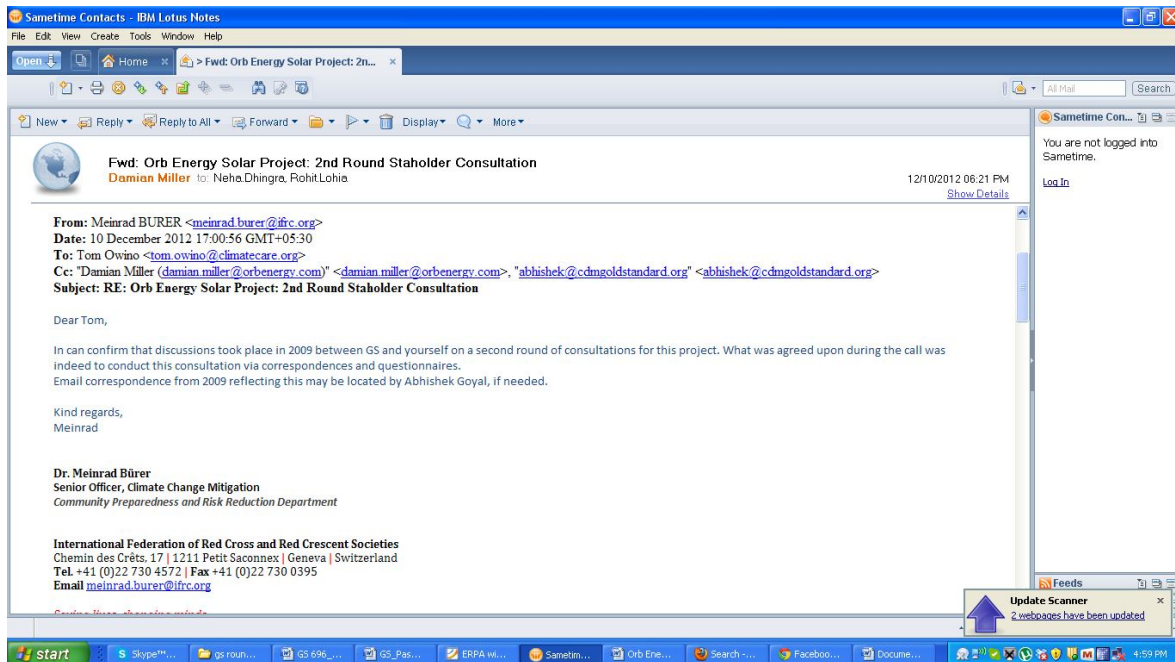 Sametime Contacts - IBM Lotus Notes
File Edit View Create Tools Window Help
Open Home × > Fwd: Orb Energy Solar Project: 2n... ×
All Mail Search
New Reply Reply to All Forward Display More
Sametime Con...
You are not logged into
Sametime.
Log In
Fwd: Orb Energy Solar Project: 2nd Round Staholder Consultation
Damian Miller to: Neha.Dhingra, Rohit.Lohia
12/10/2012 06:21 PM
Show Details
From: Meinrad BURER <meinrad.burer@ifrc.org>
Date: 10 December 2012 17:00:56 GMT+05:30
To: Tom Owino <tom.owino@climatecare.org>
Cc: "Damian Miller (damian.miller@orbenergy.com)" <damian.miller@orbenergy.com>, "abhishek@cdmgoldstandard.org" <abhishek@cdmgoldstandard.org>
Subject: RE: Orb Energy Solar Project: 2nd Round Staholder Consultation
Dear Tom,
In can confirm that discussions took place in 2009 between GS and yourself on a second round of consultations for this project. What was agreed upon during the call was
indeed to conduct this consultation via correspondences and questionnaires.
Email correspondence from 2009 reflecting this may be located by Abhishek Goyal, if needed.
Kind regards,
Meinrad
Dr. Meinrad Bürer
Senior Officer, Climate Change Mitigation
Community Preparedness and Risk Reduction Department
International Federation of Red Cross and Red Crescent Societies
Chemin des Crêts, 17 | 1211 Petit Saconnex | Geneva | Switzerland
Tel. +41 (0)22 730 4572 | Fax +41 (0)22 730 0395
Email meinrad.burer@ifrc.org
Feeds
Update Scanner ×
2 webpages have been updated
start Skype™... gs roun... GS 696_... GS_Pas... ERPA wi... Sametim... Orb Ene... Search -... Faceboo... Docume... 4:59 PM